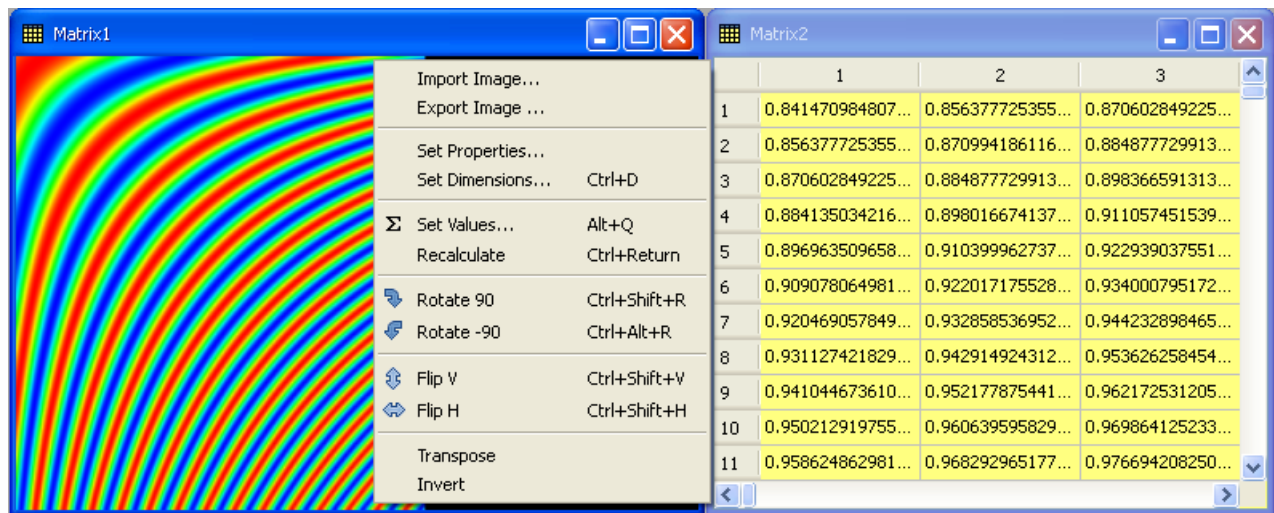 Matrix1
Import Image...
Export Image ...
Set Properties...
Set Dimensions... Ctrl+D
Σ Set Values... Alt+Q
Recalculate Ctrl+Return
Rotate 90 Ctrl+Shift+R
Rotate -90 Ctrl+Alt+R
Flip V Ctrl+Shift+V
Flip H Ctrl+Shift+H
Transpose
Invert
Matrix2
1 2 3
1 0.841470984807... 0.856377725355... 0.870602849225...
2 0.856377725355... 0.870994186116... 0.884877729913...
3 0.870602849225... 0.884877729913... 0.898366591313...
4 0.884135034216... 0.898016674137... 0.911057451539...
5 0.896963509658... 0.910399962737... 0.922939037551...
6 0.909078064981... 0.922017175528... 0.934000795172...
7 0.920469057849... 0.932858536952... 0.944232898465...
8 0.931127421829... 0.942914924312... 0.953626258454...
9 0.941044673610... 0.952177875441... 0.962172531205...
10 0.950212919755... 0.960639595829... 0.969864125233...
11 0.958624862981... 0.968292965177... 0.976694208250...